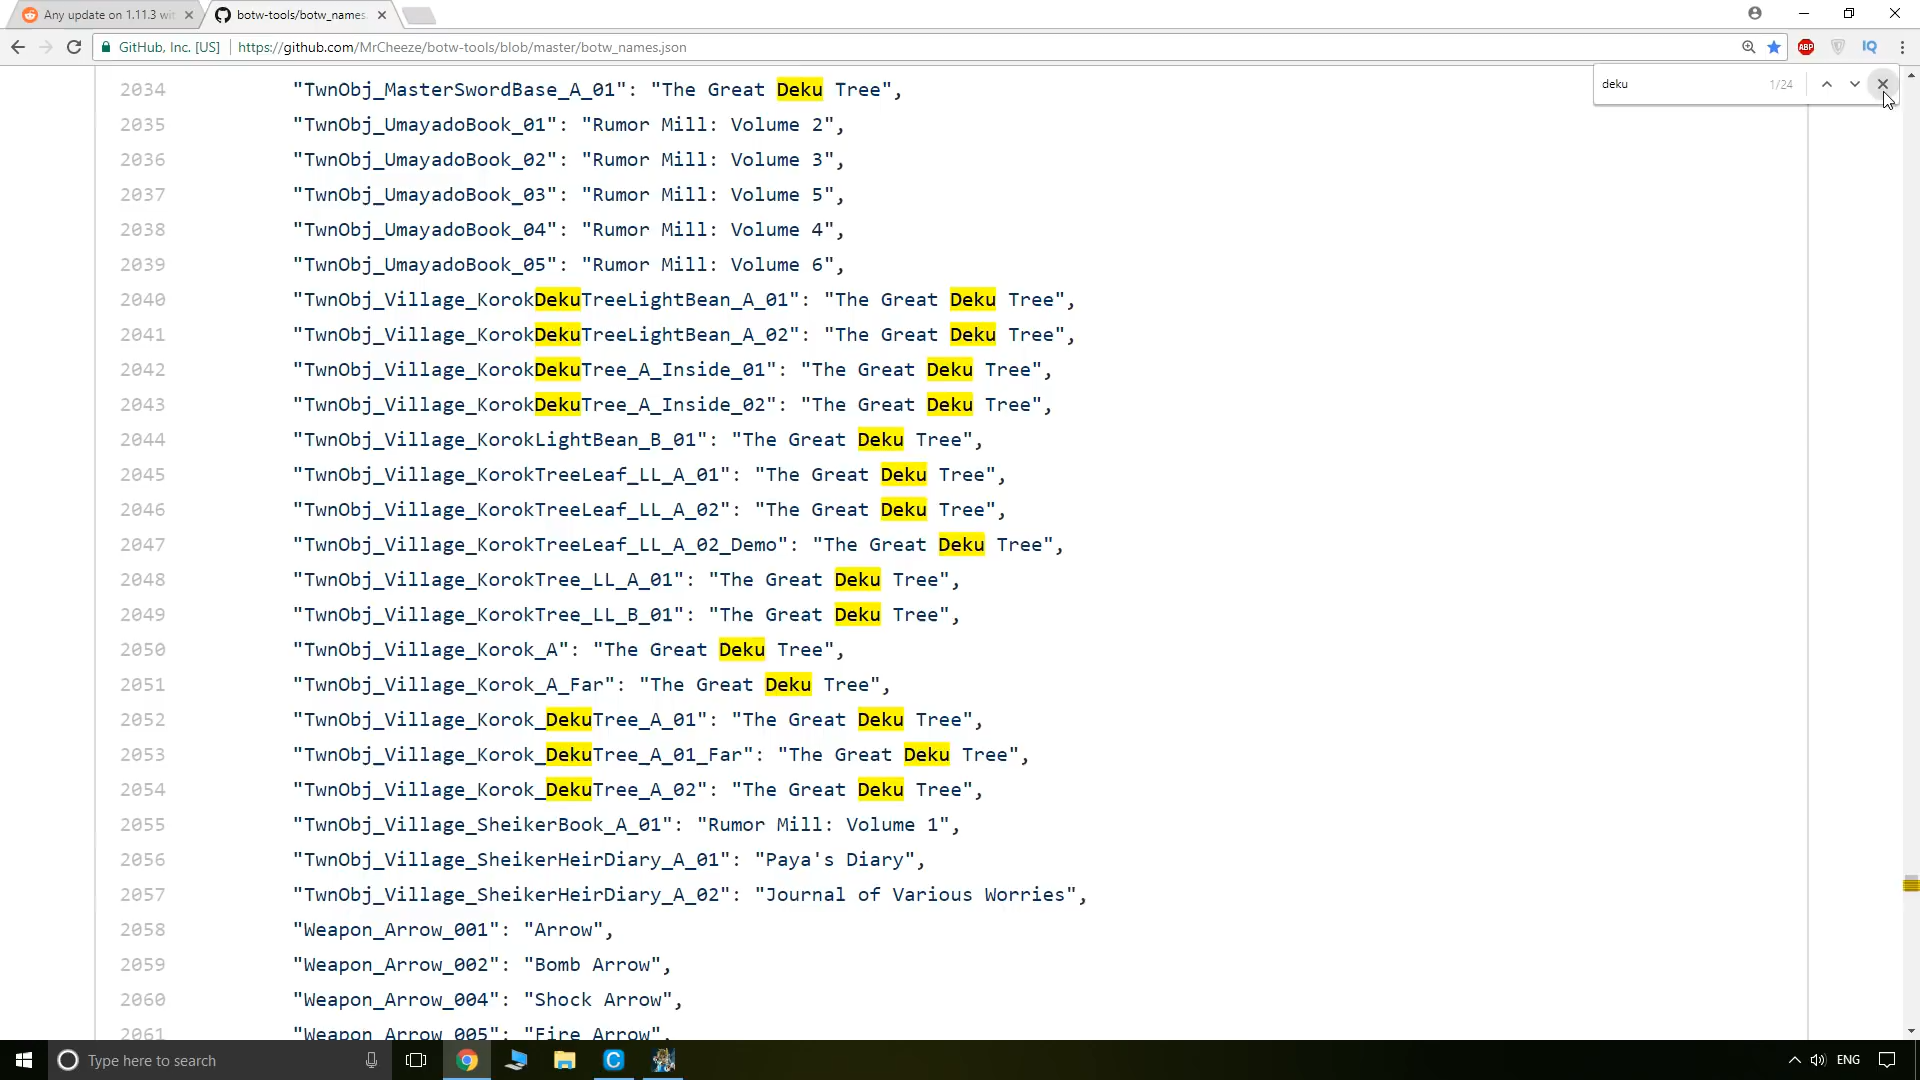 Any update on 1.11.3 wit
botw-tools/botw_names.
GitHub, Inc. [US] https://github.com/MrCheeze/botw-tools/blob/master/botw_names.json
ABP
IQ
deku 1/24
2034 "TwnObj_MasterSwordBase_A_01": "The Great Deku Tree",
2035 "TwnObj_UmayadoBook_01": "Rumor Mill: Volume 2",
2036 "TwnObj_UmayadoBook_02": "Rumor Mill: Volume 3",
2037 "TwnObj_UmayadoBook_03": "Rumor Mill: Volume 5",
2038 "TwnObj_UmayadoBook_04": "Rumor Mill: Volume 4",
2039 "TwnObj_UmayadoBook_05": "Rumor Mill: Volume 6",
2040 "TwnObj_Village_KorokDekuTreeLightBean_A_01": "The Great Deku Tree",
2041 "TwnObj_Village_KorokDekuTreeLightBean_A_02": "The Great Deku Tree",
2042 "TwnObj_Village_KorokDekuTree_A_Inside_01": "The Great Deku Tree",
2043 "TwnObj_Village_KorokDekuTree_A_Inside_02": "The Great Deku Tree",
2044 "TwnObj_Village_KorokLightBean_B_01": "The Great Deku Tree",
2045 "TwnObj_Village_KorokTreeLeaf_LL_A_01": "The Great Deku Tree",
2046 "TwnObj_Village_KorokTreeLeaf_LL_A_02": "The Great Deku Tree",
2047 "TwnObj_Village_KorokTreeLeaf_LL_A_02_Demo": "The Great Deku Tree",
2048 "TwnObj_Village_KorokTree_LL_A_01": "The Great Deku Tree",
2049 "TwnObj_Village_KorokTree_LL_B_01": "The Great Deku Tree",
2050 "TwnObj_Village_Korok_A": "The Great Deku Tree",
2051 "TwnObj_Village_Korok_A_Far": "The Great Deku Tree",
2052 "TwnObj_Village_Korok_DekuTree_A_01": "The Great Deku Tree",
2053 "TwnObj_Village_Korok_DekuTree_A_01_Far": "The Great Deku Tree",
2054 "TwnObj_Village_Korok_DekuTree_A_02": "The Great Deku Tree",
2055 "TwnObj_Village_SheikerBook_A_01": "Rumor Mill: Volume 1",
2056 "TwnObj_Village_SheikerHeirDiary_A_01": "Paya's Diary",
2057 "TwnObj_Village_SheikerHeirDiary_A_02": "Journal of Various Worries",
2058 "Weapon_Arrow_001": "Arrow",
2059 "Weapon_Arrow_002": "Bomb Arrow",
2060 "Weapon_Arrow_004": "Shock Arrow",
2061 "Weapon_Arrow_005": "Fire Arrow",
Type here to search
C
ENG